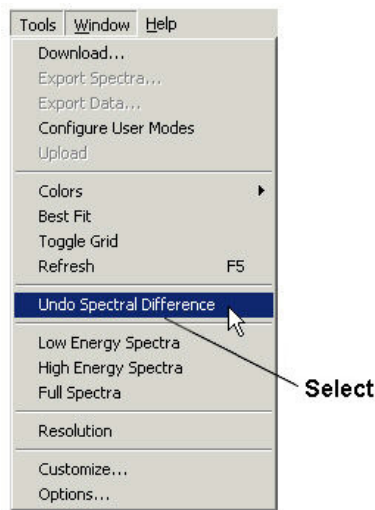 Tools Window Help
Download...
Export Spectra...
Export Data...
Configure User Modes
Upload
Colors
Best Fit
Toggle Grid
Refresh F5
Undo Spectral Difference
Low Energy Spectra
High Energy Spectra
Full Spectra
Select
Resolution
Customize...
Options...